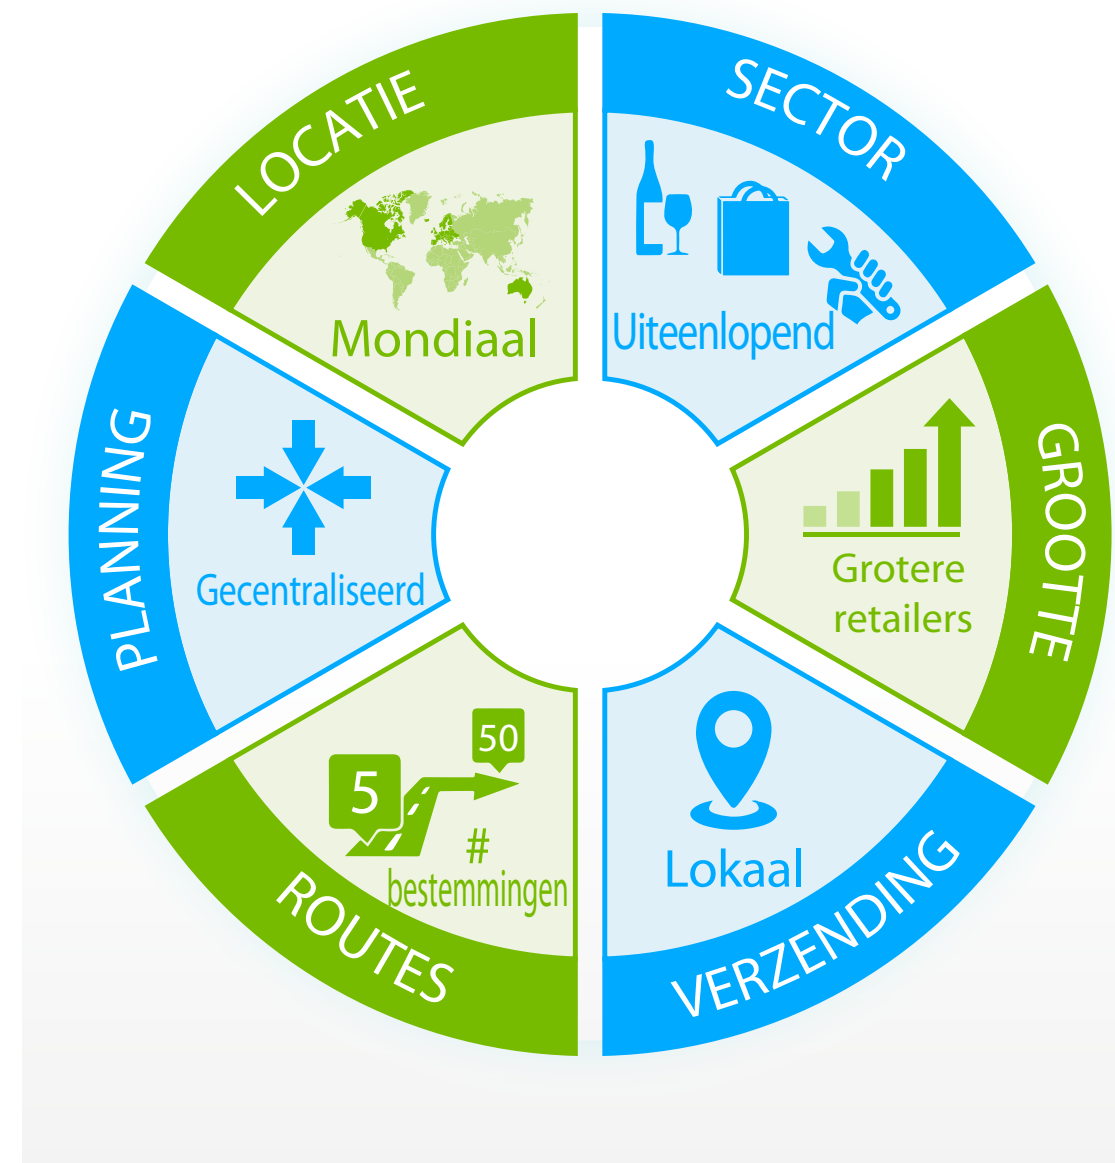 LOCATIE
Mondiaal
SECTOR
Uiteenlopend
GROOTTE
Grotere
retailers
VERZENDING
Lokaal
ROUTES
5
50
#
bestemmingen
PLANNING
Gecentraliseerd